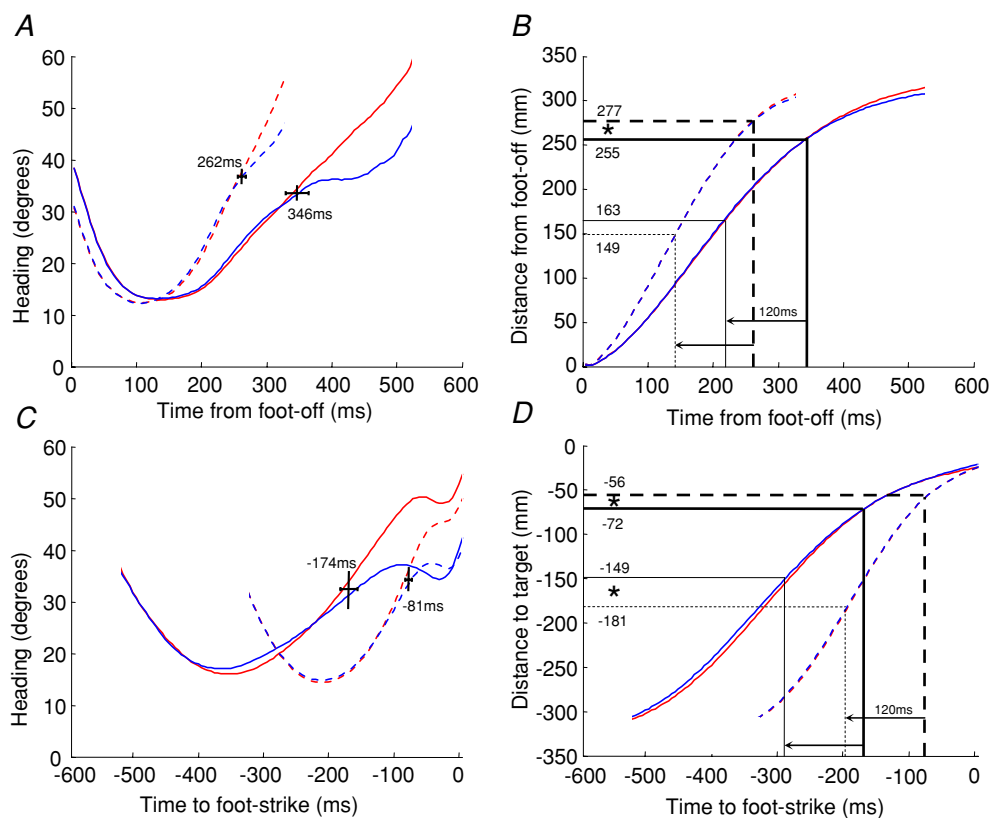 A
60
50
40
30
20
10
0
Heading (degrees)
262ms
346ms
0 100 200 300 400 500 600
Time from foot-off (ms)
B
350
300
250
200
150
100
50
0
Distance from foot-off (mm)
277
*
255
163
149
120ms
0 100 200 300 400 500 600
Time from foot-off (ms)
C
60
50
40
30
20
10
0
Heading (degrees)
-174ms
-81ms
-600 -500 -400 -300 -200 -100 0
Time to foot-strike (ms)
D
0
-50
-100
-150
-200
-250
-300
-350
Distance to target (mm)
-56
*
-72
-149
*
-181
120ms
-600 -500 -400 -300 -200 -100 0
Time to foot-strike (ms)